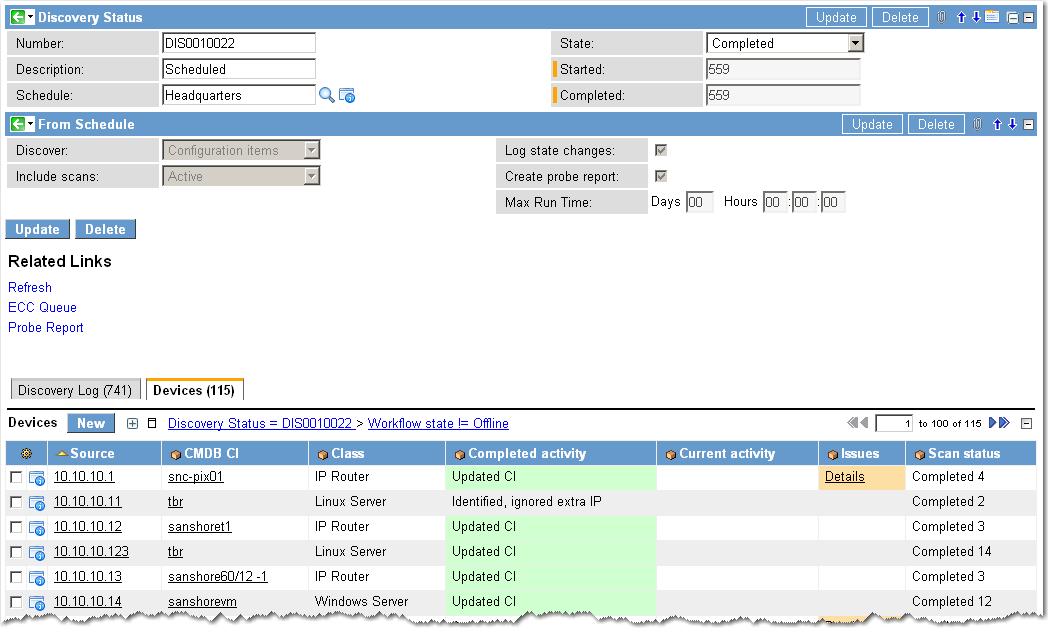 Discovery Status Update Delete
Number: DIS0010022 State: Completed
Description: Scheduled Started: 559
Schedule: Headquarters Completed: 559
From Schedule Update Delete
Discover: Configuration items Log state changes:
Include scans: Active Create probe report:
Max Run Time: Days 00 Hours 00 : 00 : 00
Update Delete
Related Links
Refresh
ECC Queue
Probe Report
Discovery Log (741) Devices (115)
Devices New Discovery Status = DIS0010022 > Workflow state != Offline 1 to 100 of 115
Source CMDB CI Class Completed activity Current activity Issues Scan status
10.10.10.1 snc-pix01 IP Router Updated CI Details Completed 4
10.10.10.11 tbr Linux Server Identified, ignored extra IP Completed 2
10.10.10.12 sanshoret1 IP Router Updated CI Completed 3
10.10.10.123 tbr Linux Server Updated CI Completed 14
10.10.10.13 sanshore60/12 -1 IP Router Updated CI Completed 3
10.10.10.14 sanshorevm Windows Server Updated CI Completed 12